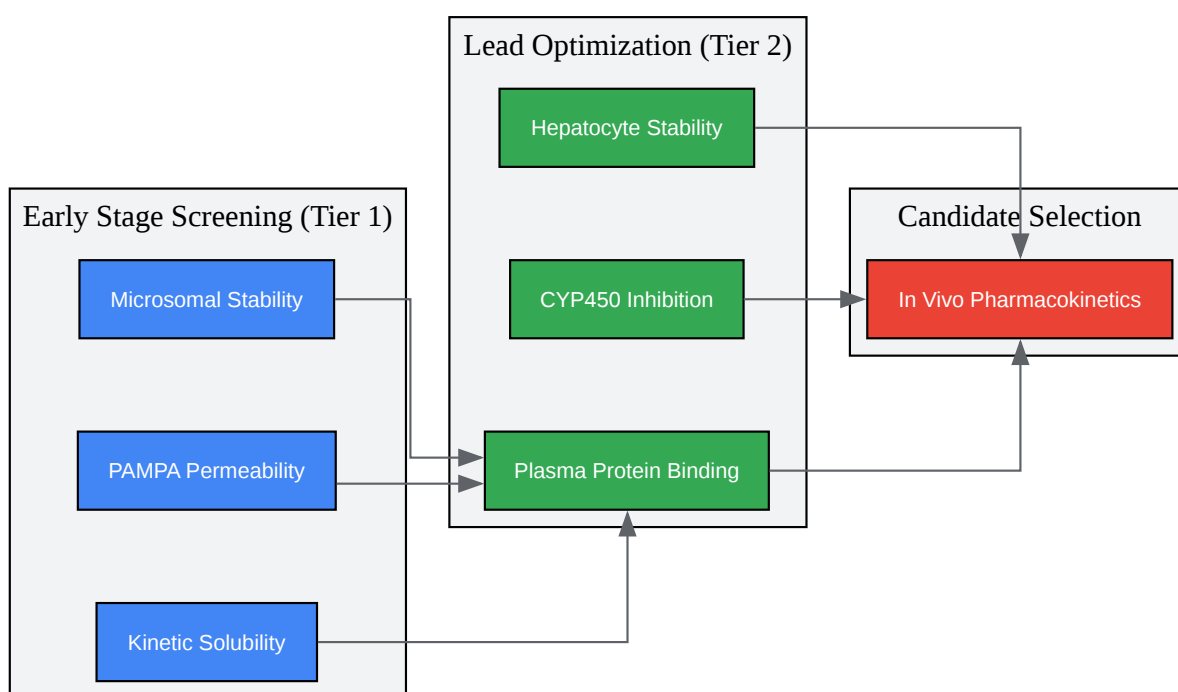 Early Stage Screening (Tier 1)
Microsomal Stability
PAMPA Permeability
Kinetic Solubility
Lead Optimization (Tier 2)
Hepatocyte Stability
CYP450 Inhibition
Plasma Protein Binding
Candidate Selection
In Vivo Pharmacokinetics